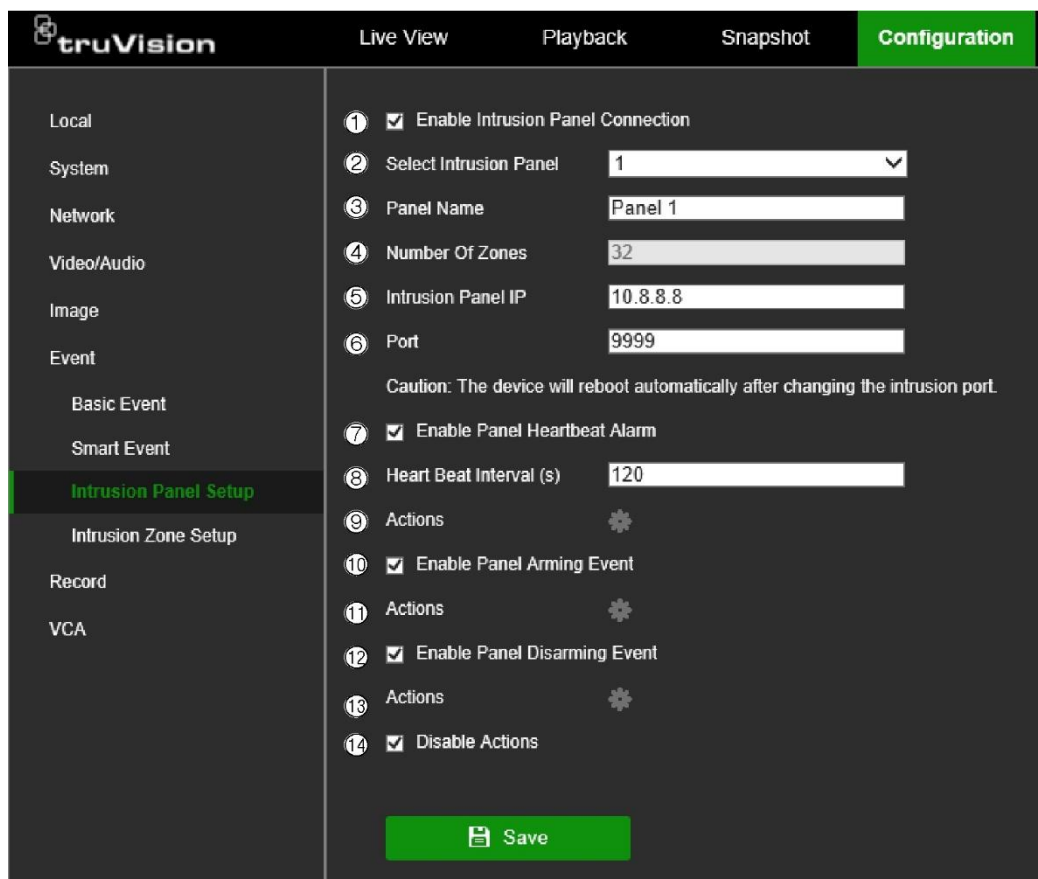 truVision Live View Playback Snapshot Configuration
Local
System
Network
Video/Audio
Image
Event
Basic Event
Smart Event
Intrusion Panel Setup
Intrusion Zone Setup
Record
VCA
① Enable Intrusion Panel Connection
② Select Intrusion Panel 1
③ Panel Name Panel 1
④ Number Of Zones 32
⑤ Intrusion Panel IP 10.8.8.8
⑥ Port 9999
Caution: The device will reboot automatically after changing the intrusion port.
⑦ Enable Panel Heartbeat Alarm
⑧ Heart Beat Interval (s) 120
⑨ Actions
⑩ Enable Panel Arming Event
⑪ Actions
⑫ Enable Panel Disarming Event
⑬ Actions
⑭ Disable Actions
Save